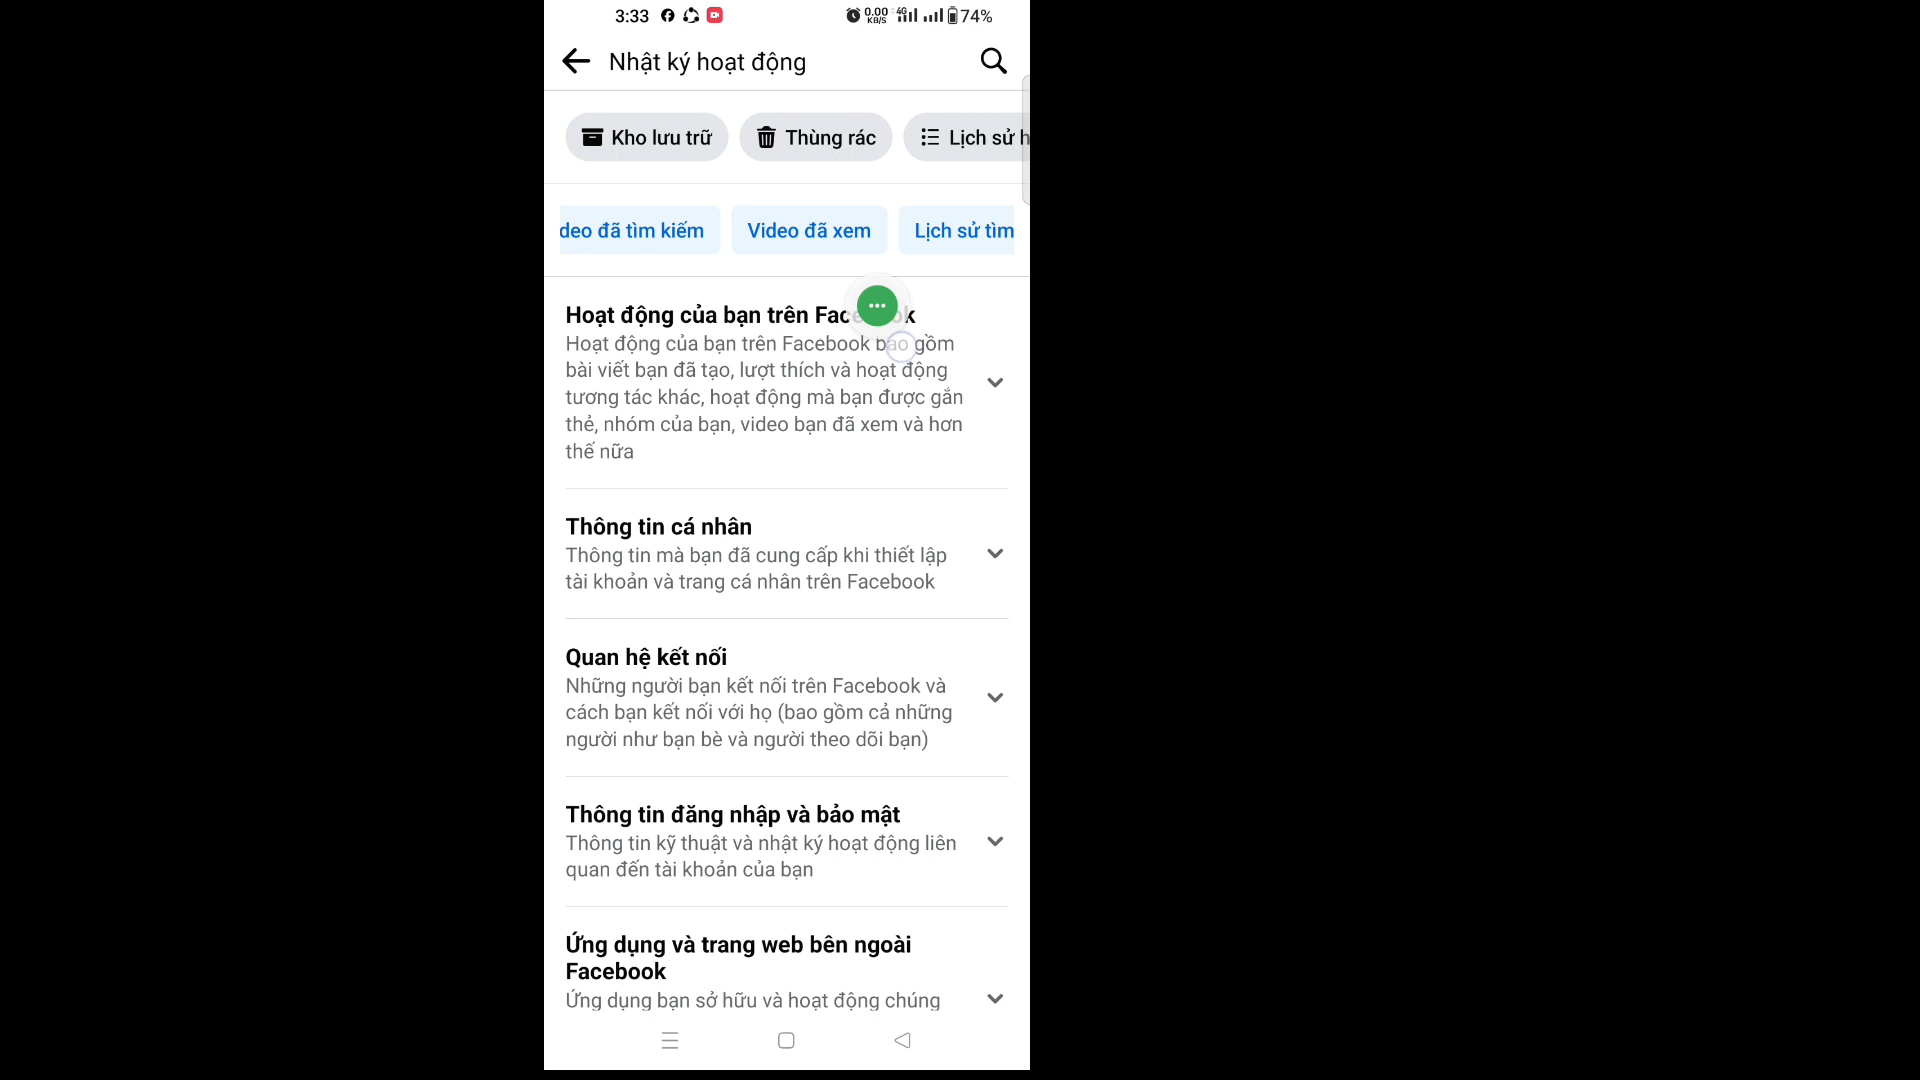 3:33 0.00 KB/S 4G 74%
Nhật ký hoạt động
Kho lưu trữ Thùng rác Lịch sử h
deo đã tìm kiếm Video đã xem Lịch sử tìm
Hoạt động của bạn trên
Hoạt động của bạn trên Facebook bao gồm
bài viết bạn đã tạo, lượt thích và hoạt động
tương tác khác, hoạt động mà bạn được gắn
thẻ, nhóm của bạn, video bạn đã xem và hơn
thế nữa
Thông tin cá nhân
Thông tin mà bạn đã cung cấp khi thiết lập
tài khoản và trang cá nhân trên Facebook
Quan hệ kết nối
Những người bạn kết nối trên Facebook và
cách bạn kết nối với họ (bao gồm cả những
người như bạn bè và người theo dõi bạn)
Thông tin đăng nhập và bảo mật
Thông tin kỹ thuật và nhật ký hoạt động liên
quan đến tài khoản của bạn
Ứng dụng và trang web bên ngoài
Facebook
Ứng dụng bạn sở hữu và hoạt động chúng